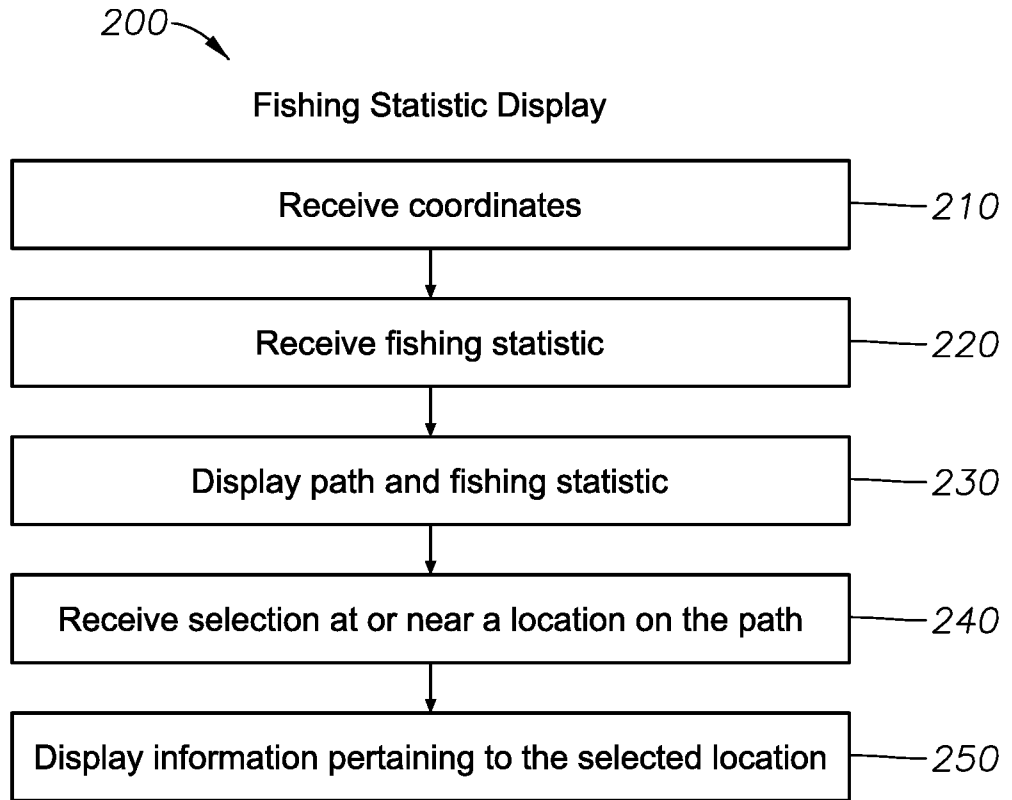 200
Fishing Statistic Display
Receive coordinates
210
Receive fishing statistic
220
Display path and fishing statistic
230
Receive selection at or near a location on the path
240
Display information pertaining to the selected location
250